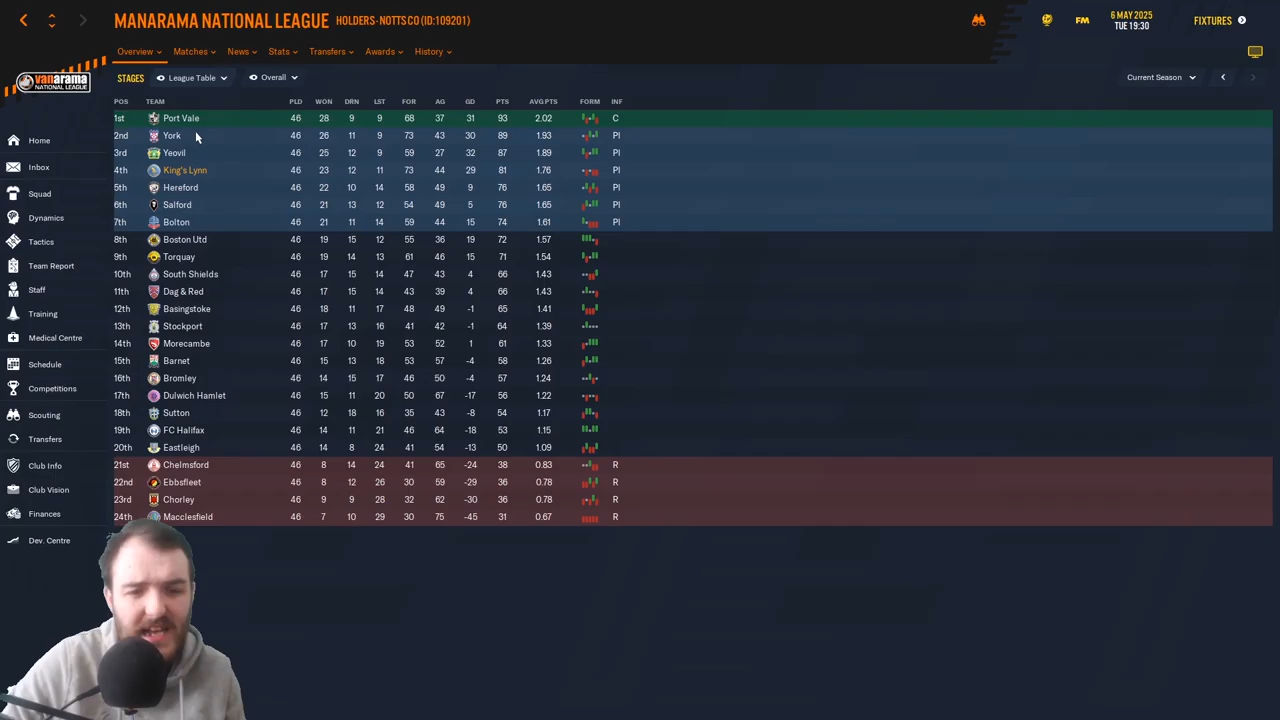 MANARAMA NATIONAL LEAGUE HOLDERS - NOTTS CO (ID:109201)
FM 6 MAY 2025 TUE 19:30 FIXTURES
Overview Matches News Stats Transfers Awards History
vanarama NATIONAL LEAGUE
STAGES League Table Overall Current Season
POS TEAM PLD WON DRN LST FOR AG GD PTS AVG PTS FORM INF
1st Port Vale 46 28 9 9 68 37 31 93 2.02 C
2nd York 46 26 11 9 73 43 30 89 1.93 Pl
3rd Yeovil 46 25 12 9 59 27 32 87 1.89 Pl
4th King's Lynn 46 23 12 11 73 44 29 81 1.76 Pl
5th Hereford 46 22 10 14 58 49 9 76 1.65 Pl
6th Salford 46 21 13 12 54 49 5 76 1.65 Pl
7th Bolton 46 21 11 14 59 44 15 74 1.61 Pl
8th Boston Utd 46 19 15 12 55 36 19 72 1.57
9th Torquay 46 19 14 13 61 46 15 71 1.54
10th South Shields 46 17 15 14 47 43 4 66 1.43
11th Dag & Red 46 17 15 14 43 39 4 66 1.43
12th Basingstoke 46 18 11 17 48 49 -1 65 1.41
13th Stockport 46 17 13 16 41 42 -1 64 1.39
14th Morecambe 46 17 10 19 53 52 1 61 1.33
15th Barnet 46 15 13 18 53 57 -4 58 1.26
16th Bromley 46 14 15 17 46 50 -4 57 1.24
17th Dulwich Hamlet 46 15 11 20 50 67 -17 56 1.22
18th Sutton 46 12 18 16 35 43 -8 54 1.17
19th FC Halifax 46 14 11 21 46 64 -18 53 1.15
20th Eastleigh 46 14 8 24 41 54 -13 50 1.09
21st Chelmsford 46 8 14 24 41 65 -24 38 0.83 R
22nd Ebbsfleet 46 8 12 26 30 59 -29 36 0.78 R
23rd Chorley 46 9 9 28 32 62 -30 36 0.78 R
24th Macclesfield 46 7 10 29 30 75 -45 31 0.67 R
Home
Inbox
Squad
Dynamics
Tactics
Team Report
Staff
Training
Medical Centre
Schedule
Competitions
Scouting
Transfers
Club Info
Club Vision
Finances
Dev. Centre